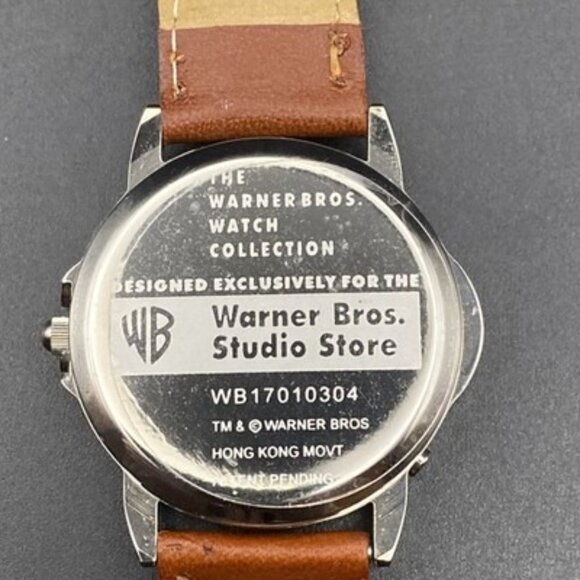 THE
WARNER BROS.
WATCH
COLLECTION
DESIGNED EXCLUSIVELY FOR THE
WB Warner Bros.
Studio Store
WB17010304
TM & © WARNER BROS
HONG KONG MOVT
PATENT PENDING